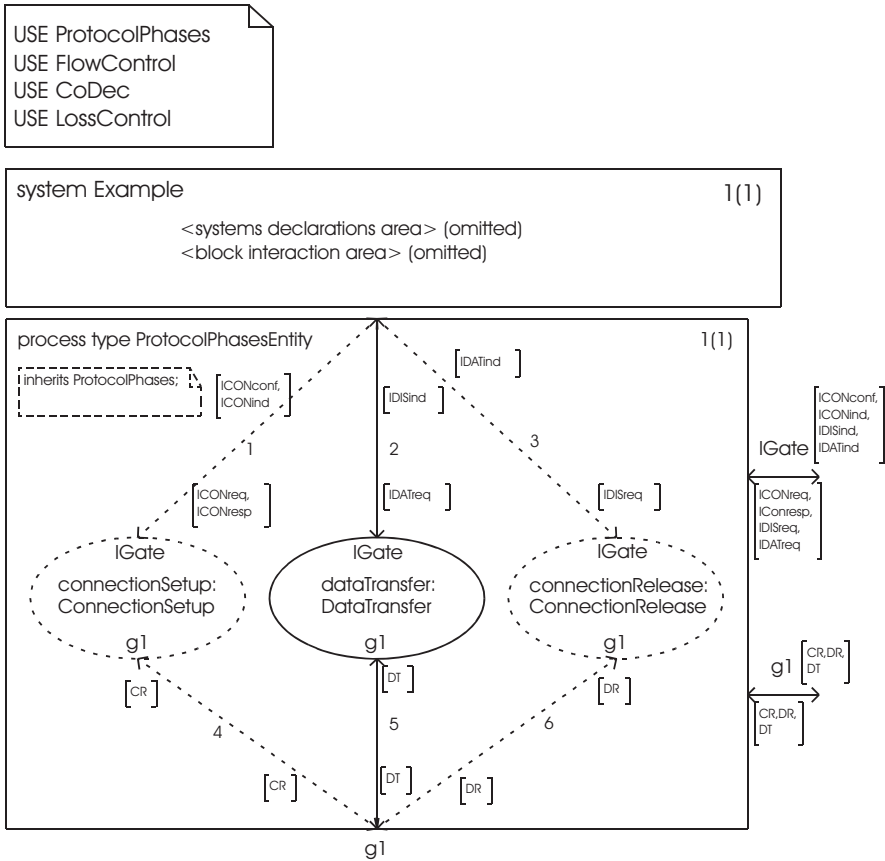 USE ProtocolPhases
USE FlowControl
USE CoDec
USE LossControl
system Example
1(1)
<systems declarations area> (omitted)
<block interaction area> (omitted)
process type ProtocolPhasesEntity
1(1)
inherits ProtocolPhases;
ICONconf,
ICONind
IDISind
IDATind
1
2
3
ICONreq,
ICONresp
IDATreq
IDISreq
IGate
connectionSetup:
ConnectionSetup
g1
IGate
dataTransfer:
DataTransfer
g1
IGate
connectionRelease:
ConnectionRelease
g1
CR
DT
DR
4
5
6
CR
DT
DR
g1
IGate
ICONconf,
ICONind,
IDISind,
IDATind
ICONreq,
IConresp,
IDISreq,
IDATreq
g1
CR,DR,
DT
CR,DR,
DT